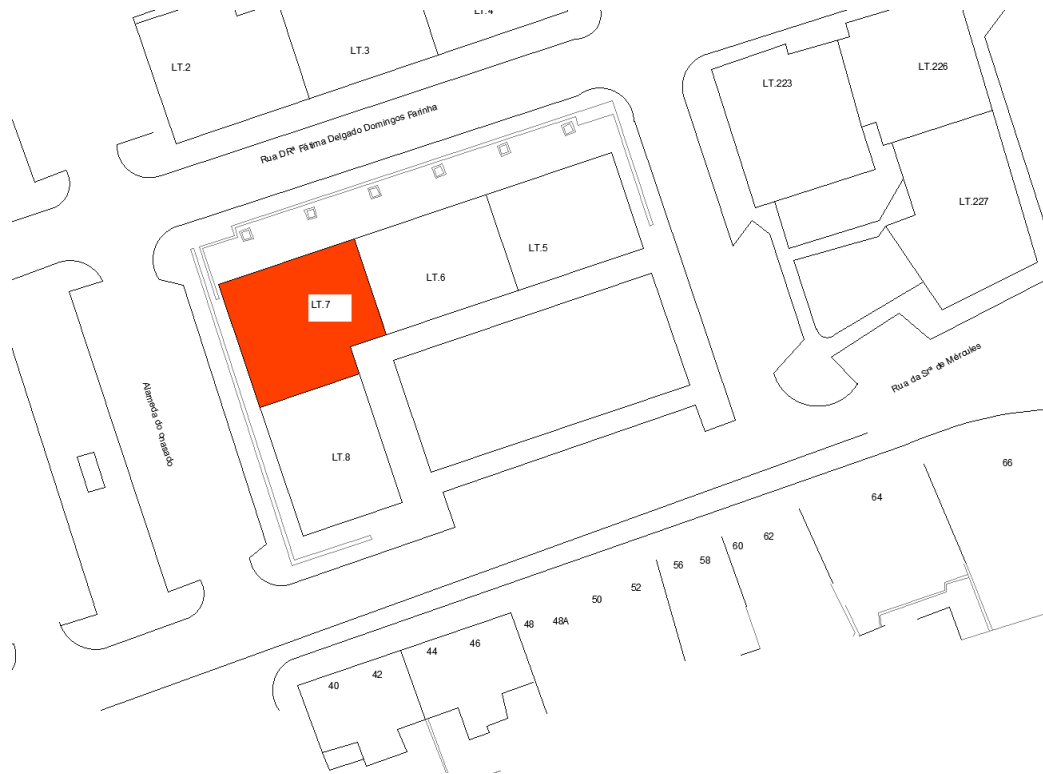 LT.4
LT.3
LT.2
LT.226
LT.223
Rua DRª Fátima Delgado Domingos Farinha
LT.227
LT.5
LT.6
LT.7
Rua da Srª de Mércules
Alameda do onasado
LT.8
66
64
62
60
58
56
52
50
48A
48
46
44
42
40